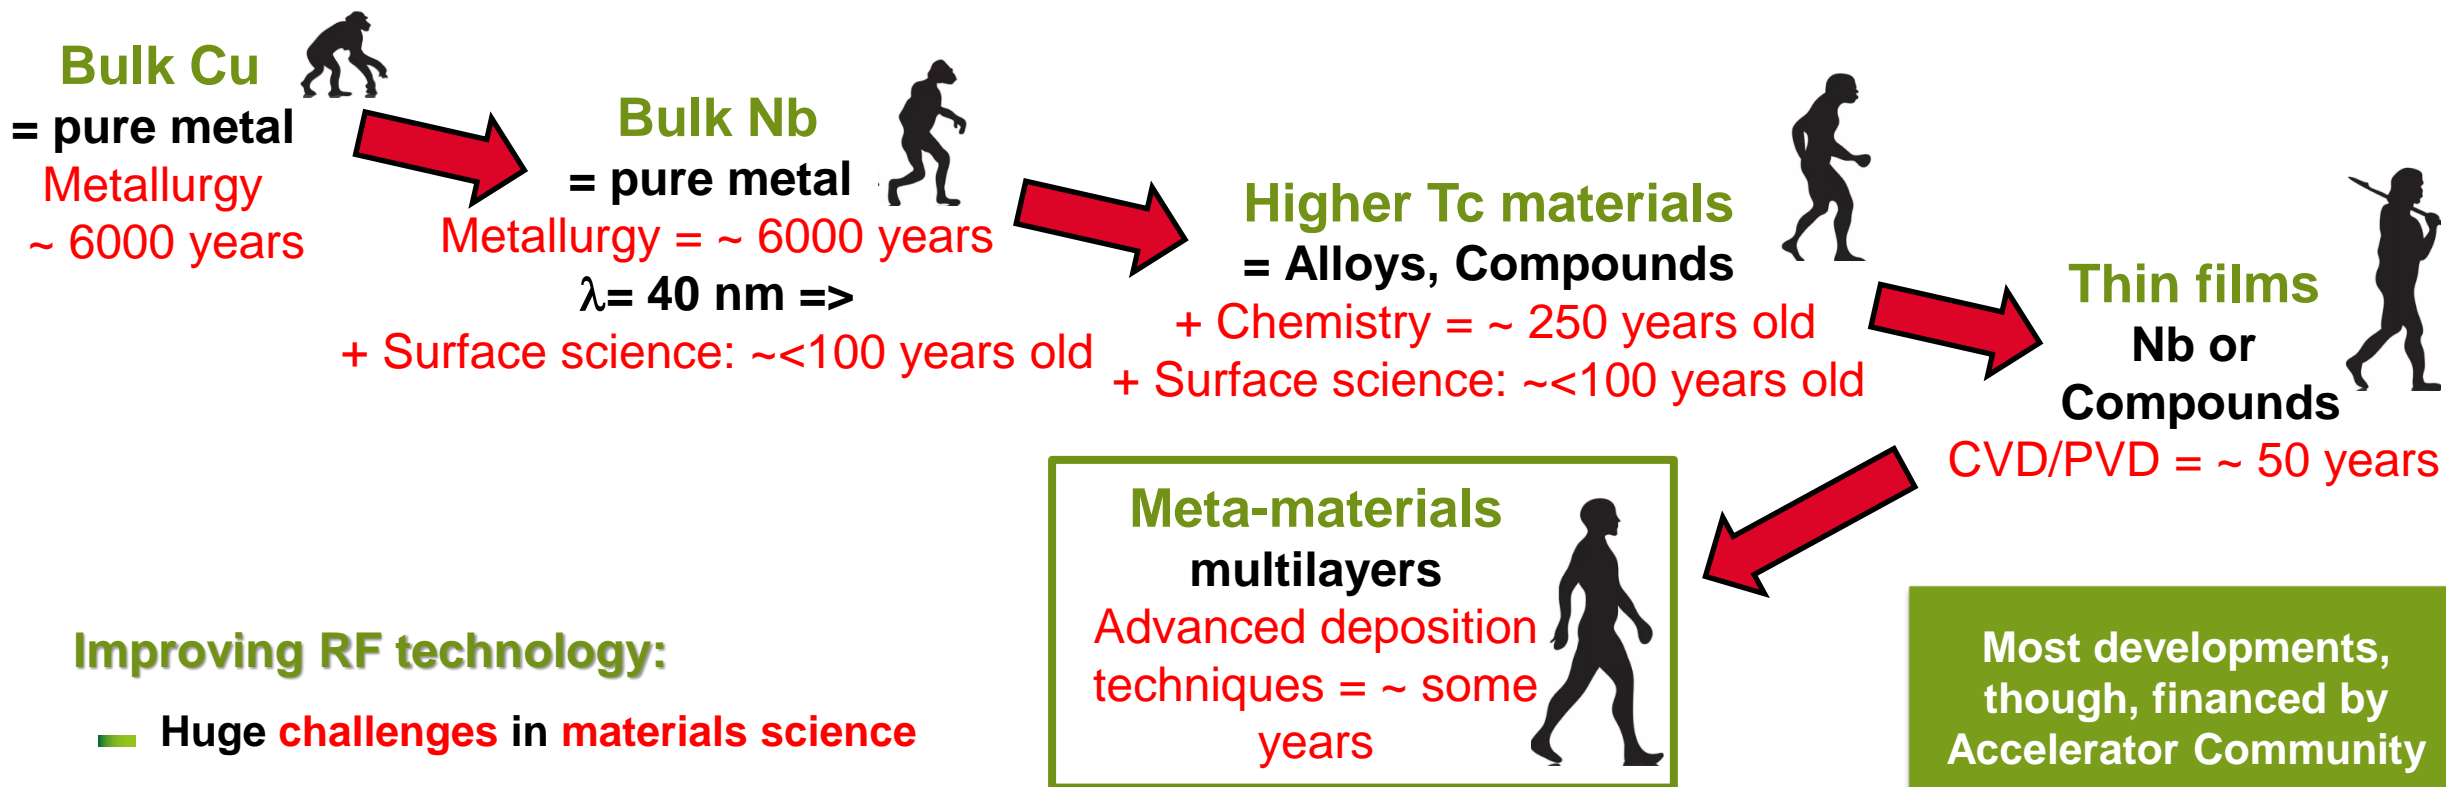 Bulk Cu
= pure metal
Metallurgy
~ 6000 years
Bulk Nb
= pure metal
Metallurgy = ~ 6000 years
λ= 40 nm =>
+ Surface science: ~<100 years old
Higher Tc materials
= Alloys, Compounds
+ Chemistry = ~ 250 years old
+ Surface science: ~<100 years old
Thin films
Nb or
Compounds
CVD/PVD = ~ 50 years
Meta-materials
multilayers
Advanced deposition
techniques = ~ some
years
Improving RF technology:
Huge challenges in materials science
Most developments,
though, financed by
Accelerator Community